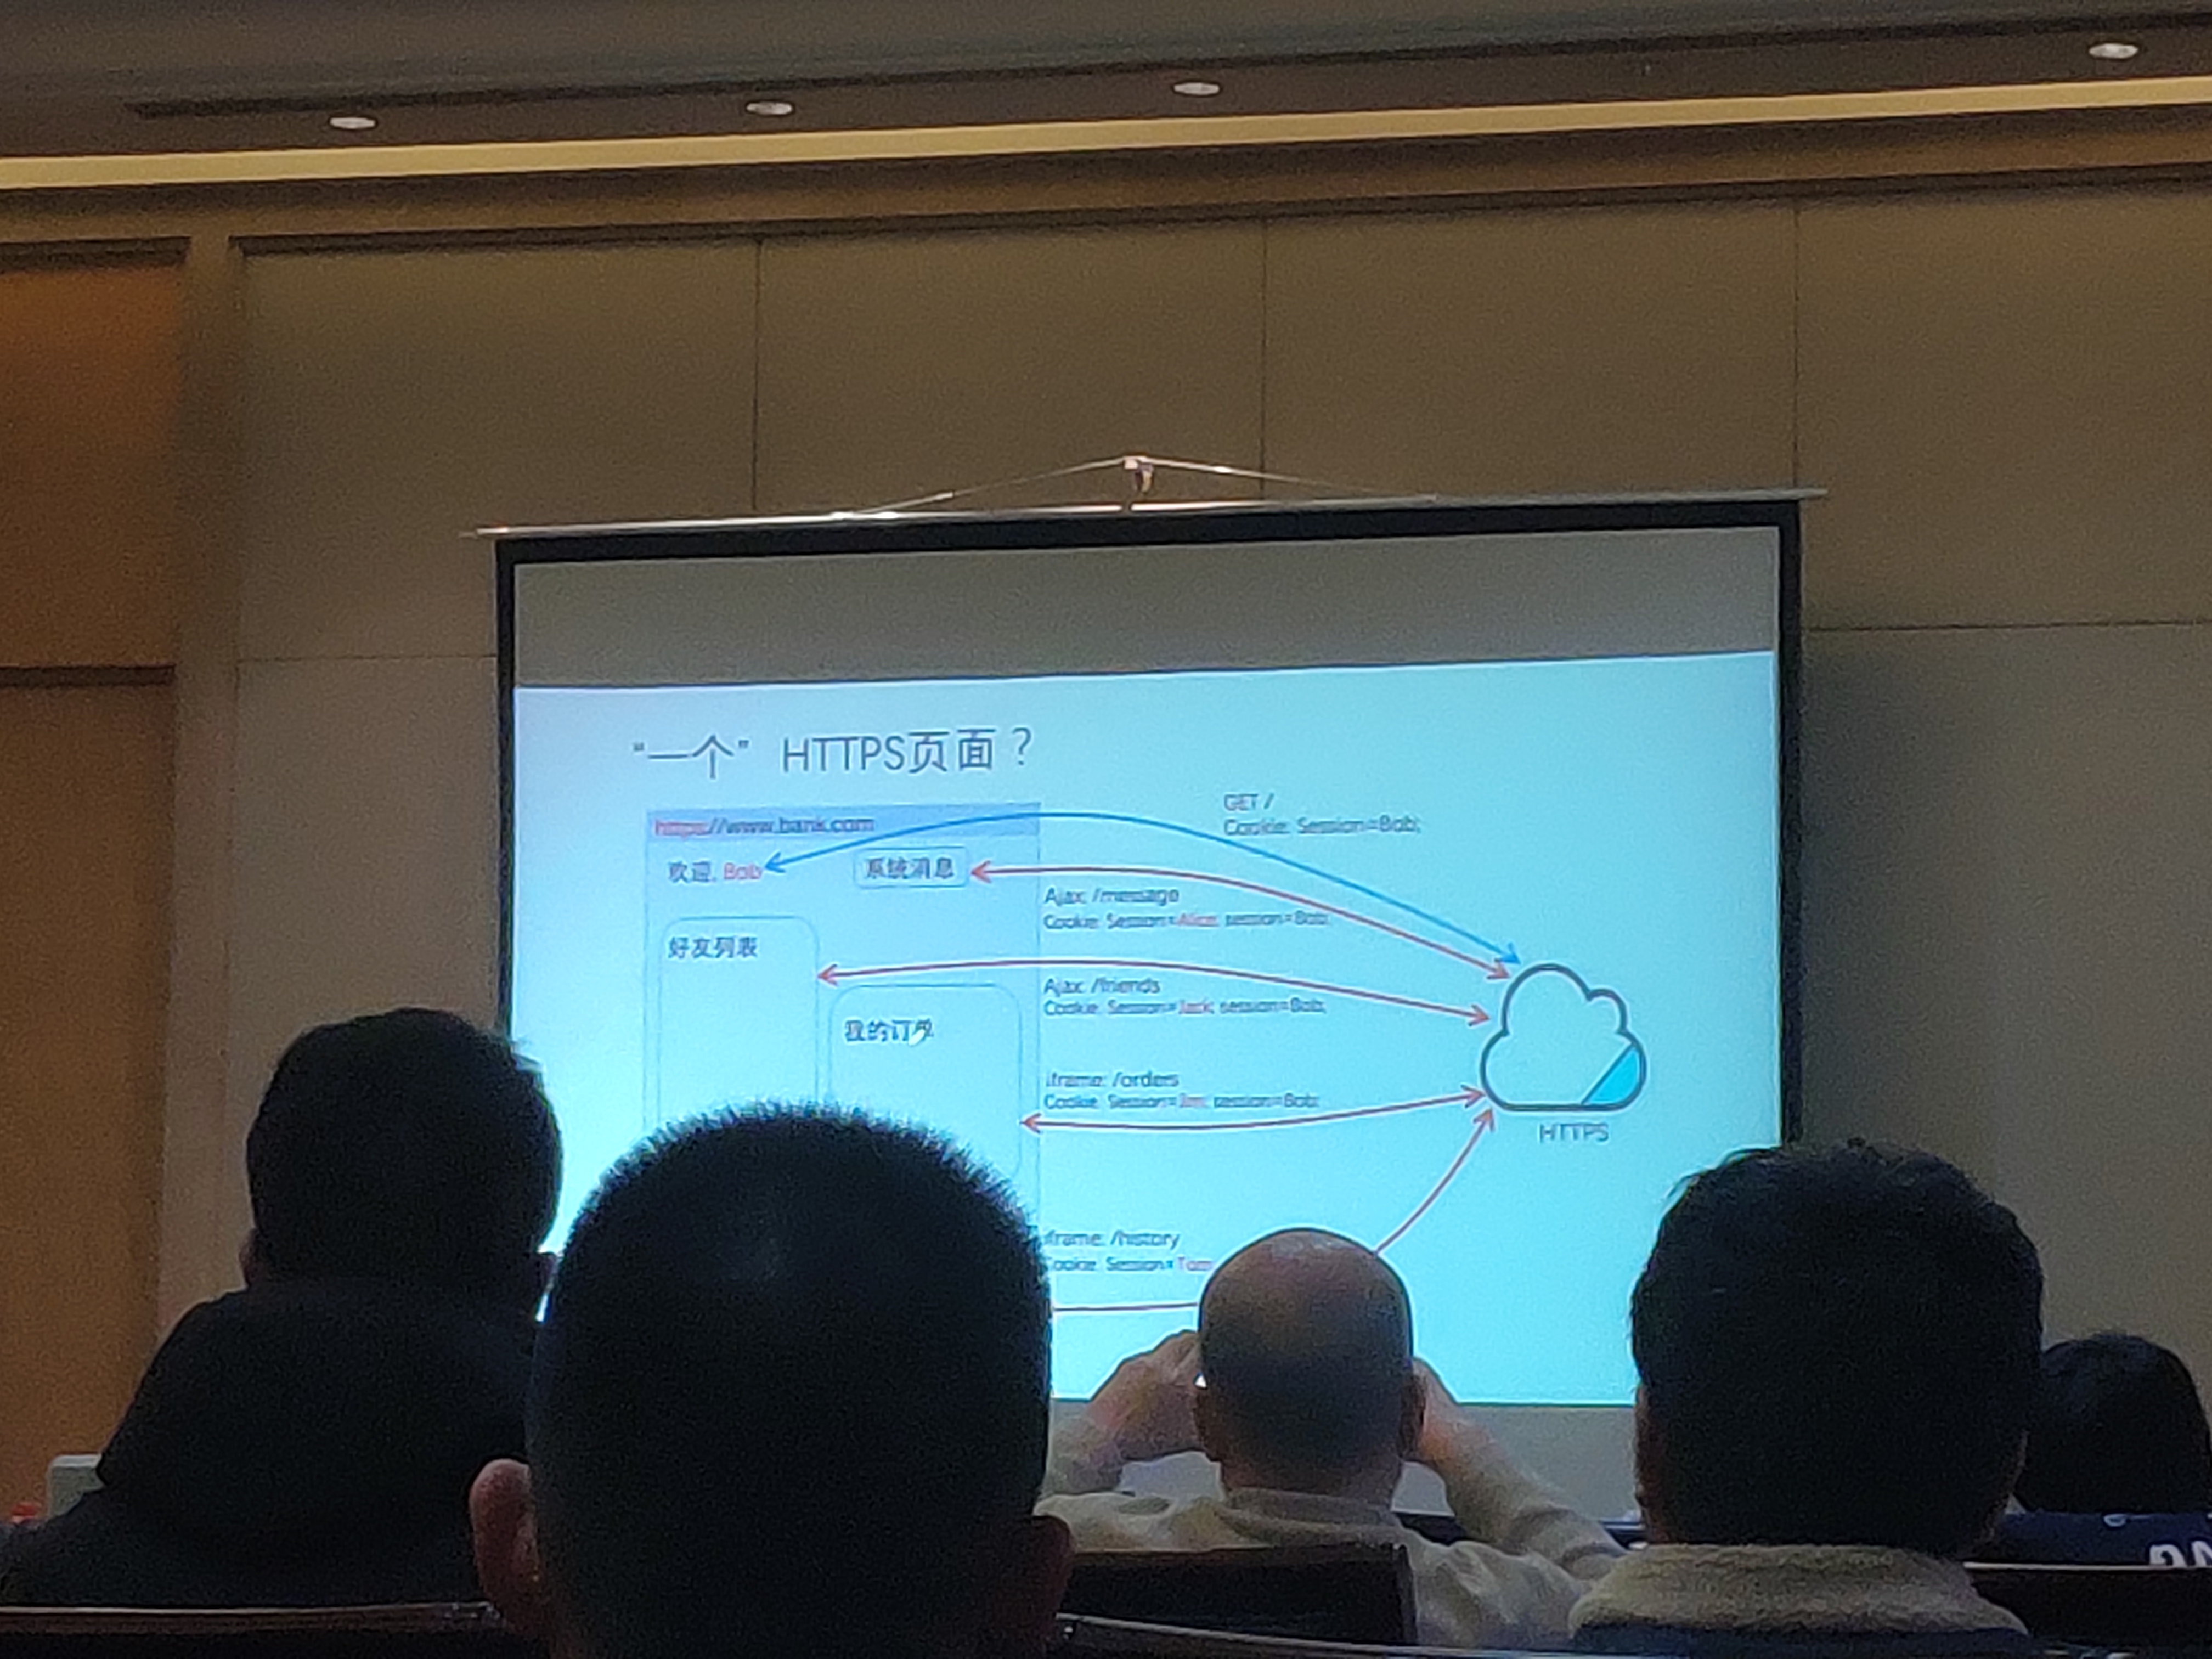 “一个” HTTPS页面？
GET /
Cookie: Session=Bob;
https://www.bank.com
欢迎, Bob
系统消息
Ajax: /message
Cookie: Session=Alice; session=Bob;
好友列表
Ajax: /friends
Cookie: Session=Jack; session=Bob;
我的订单
iframe: /orders
Cookie: Session=Jim; session=Bob;
HTTPS
iframe: /history
Cookie: Session=Tom